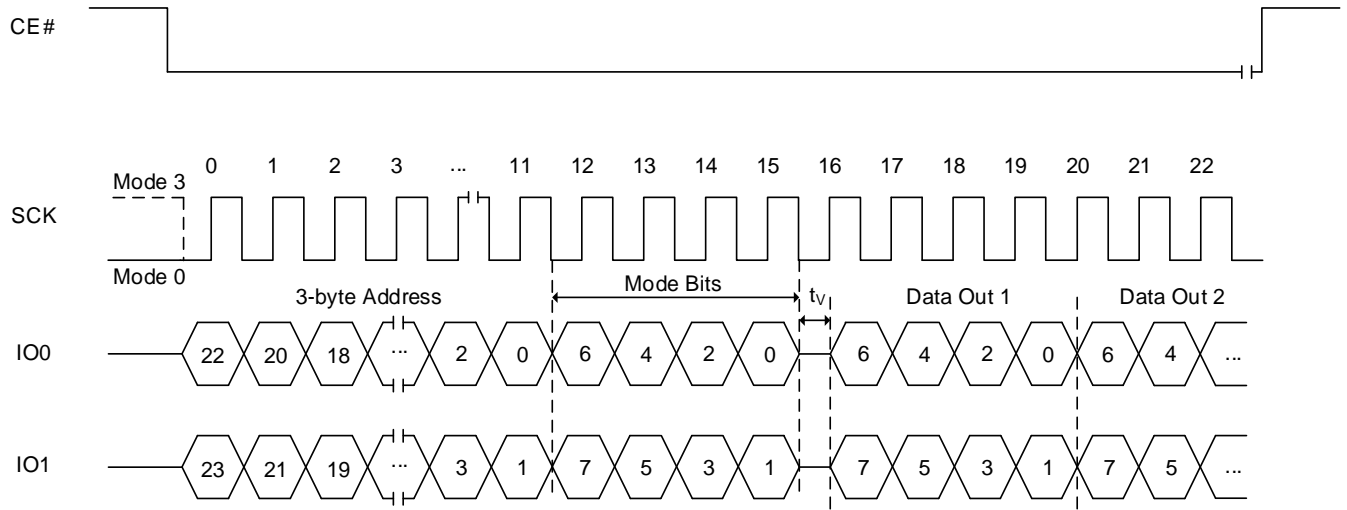 CE#
0 1 2 3 ... 11 12 13 14 15 16 17 18 19 20 21 22
Mode 3
SCK
Mode 0
3-byte Address Mode Bits tV Data Out 1 Data Out 2
IO0 22 20 18 ... 2 0 6 4 2 0 6 4 2 0 6 4 ...
IO1 23 21 19 ... 3 1 7 5 3 1 7 5 3 1 7 5 ...